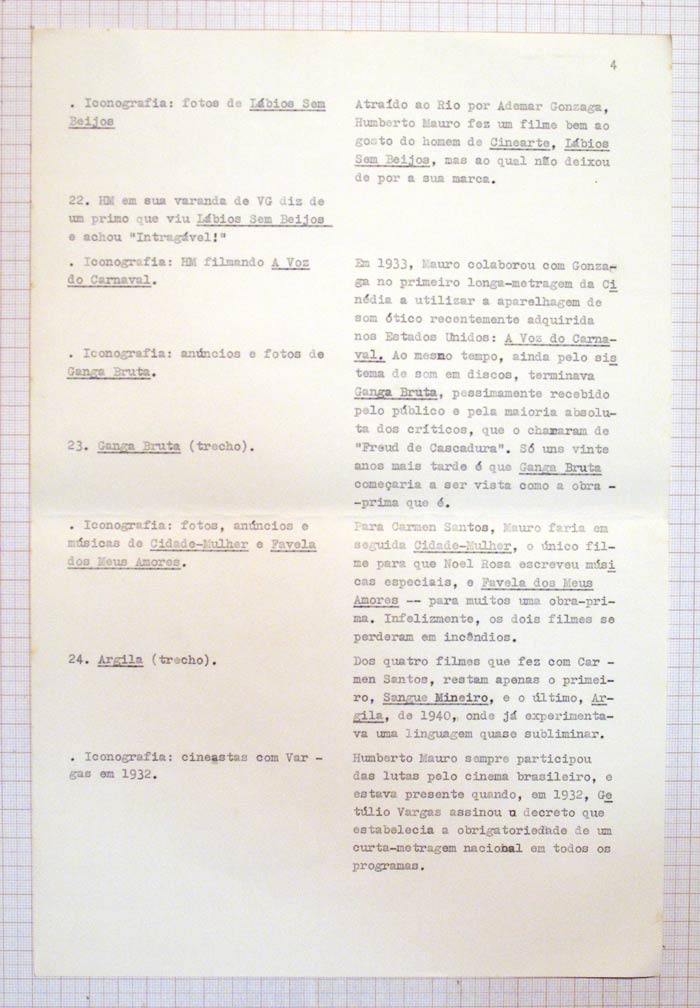 4
. Iconografia: fotos de Lábios Sem
Beijos
Atraído ao Rio por Ademar Gonzaga,
Humberto Mauro fez um filme bem ao
gosto do homem de Cinearte, Lábios
Sem Beijos, mas ao qual não deixou
de por a sua marca.
22. HM em sua varanda de VG diz de
um primo que viu Lábios Sem Beijos
e achou "Intragável!"
. Iconografia: HM filmando A Voz
do Carnaval.
. Iconografia: anúncios e fotos de
Ganga Bruta.
23. Ganga Bruta (trecho).
Em 1933, Mauro colaborou com Gonza-
ga no primeiro longa-metragem da Ci
nédia a utilizar a aparelhagem de
som ótico recentemente adquirida
nos Estados Unidos: A Voz do Carna-
val. Ao mesmo tempo, ainda pelo sis
tema de som em discos, terminava
Ganga Bruta, pessimamente recebido
pelo público e pela maioria absolu-
ta dos críticos, que o chamaram de
"Freud de Cascadura". Só uns vinte
anos mais tarde é que Ganga Bruta
começaria a ser vista como a obra -
-prima que é.
. Iconografia: fotos, anúncios e
músicas de Cidade-Mulher e Favela
dos Meus Amores.
Para Carmen Santos, Mauro faria em
seguida Cidade-Mulher, o único fil-
me para que Noel Rosa escreveu músi
cas especiais, e Favela dos Meus
Amores -- para muitos uma obra-pri-
ma. Infelizmente, os dois filmes se
perderam em incêndios.
24. Argila (trecho).
Dos quatro filmes que fez com Car -
men Santos, restam apenas o primei-
ro, Sangue Mineiro, e o último, Ar-
gila, de 1940, onde já experimenta-
va uma linguagem quase subliminar.
. Iconografia: cineastas com Var -
gas em 1932.
Humberto Mauro sempre participou
das lutas pelo cinema brasileiro, e
estava presente quando, em 1932, Ge
túlio Vargas assinou o decreto que
estabelecia a obrigatoriedade de um
curta-metragem nacional em todos os
programas.